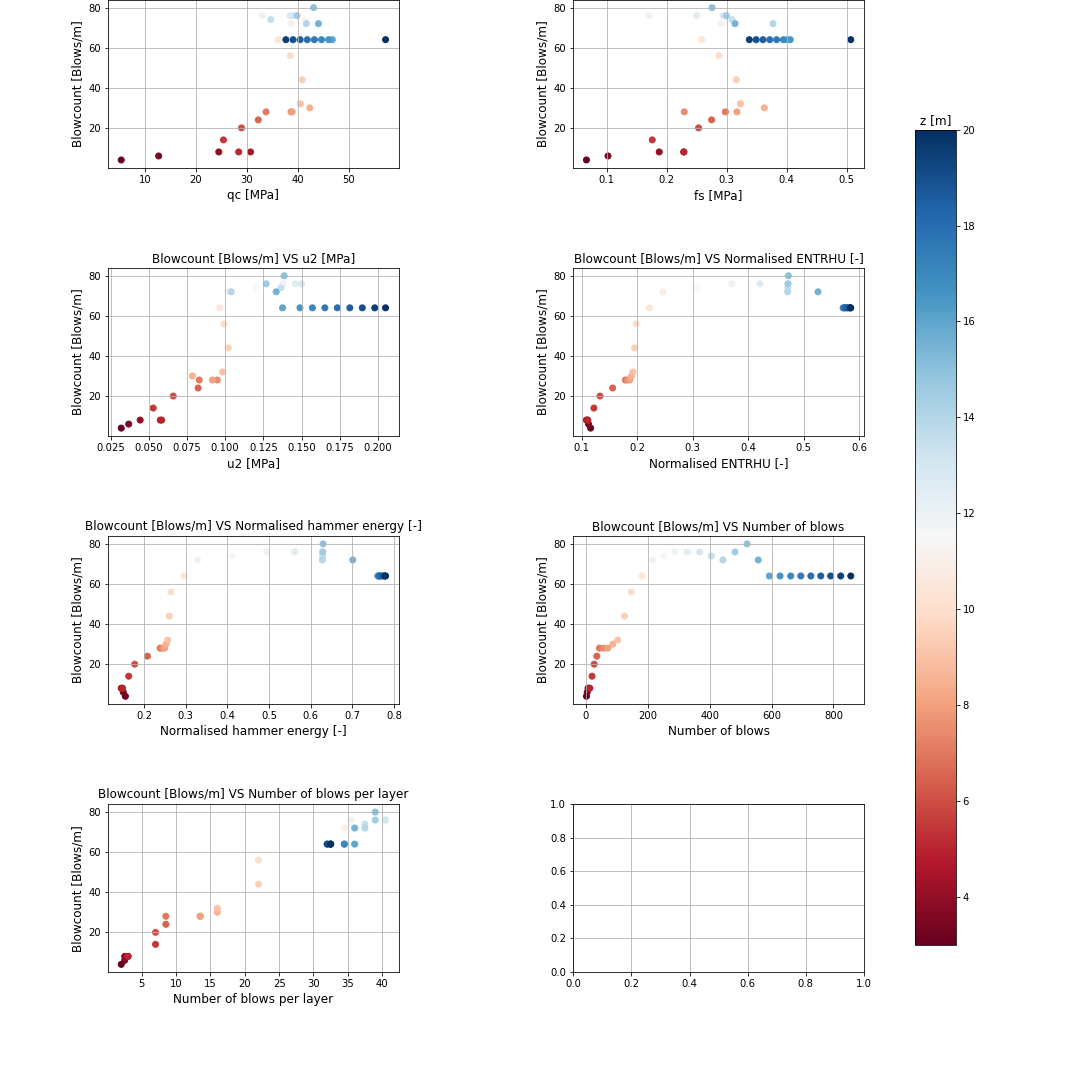 80
60
40
20
Blowcount [Blows/m]
10 20 30 40 50
qc [MPa]
80
60
40
20
Blowcount [Blows/m]
0.1 0.2 0.3 0.4 0.5
fs [MPa]
z [m]
20
18
16
14
12
10
8
6
4
Blowcount [Blows/m] VS u2 [MPa]
80
60
40
20
Blowcount [Blows/m]
0.025 0.050 0.075 0.100 0.125 0.150 0.175 0.200
u2 [MPa]
Blowcount [Blows/m] VS Normalised ENTRHU [-]
80
60
40
20
Blowcount [Blows/m]
0.1 0.2 0.3 0.4 0.5 0.6
Normalised ENTRHU [-]
Blowcount [Blows/m] VS Normalised hammer energy [-]
80
60
40
20
Blowcount [Blows/m]
0.2 0.3 0.4 0.5 0.6 0.7 0.8
Normalised hammer energy [-]
Blowcount [Blows/m] VS Number of blows
80
60
40
20
Blowcount [Blows/m]
0 200 400 600 800
Number of blows
Blowcount [Blows/m] VS Number of blows per layer
80
60
40
20
Blowcount [Blows/m]
5 10 15 20 25 30 35 40
Number of blows per layer
1.0
0.8
0.6
0.4
0.2
0.0
0.0 0.2 0.4 0.6 0.8 1.0